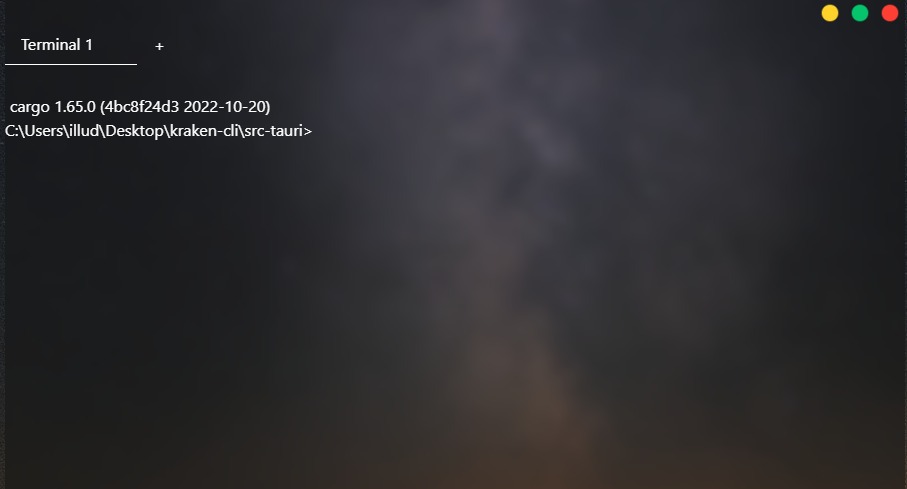 Terminal 1 +
cargo 1.65.0 (4bc8f24d3 2022-10-20)
C:\Users\illud\Desktop\kraken-cli\src-tauri>